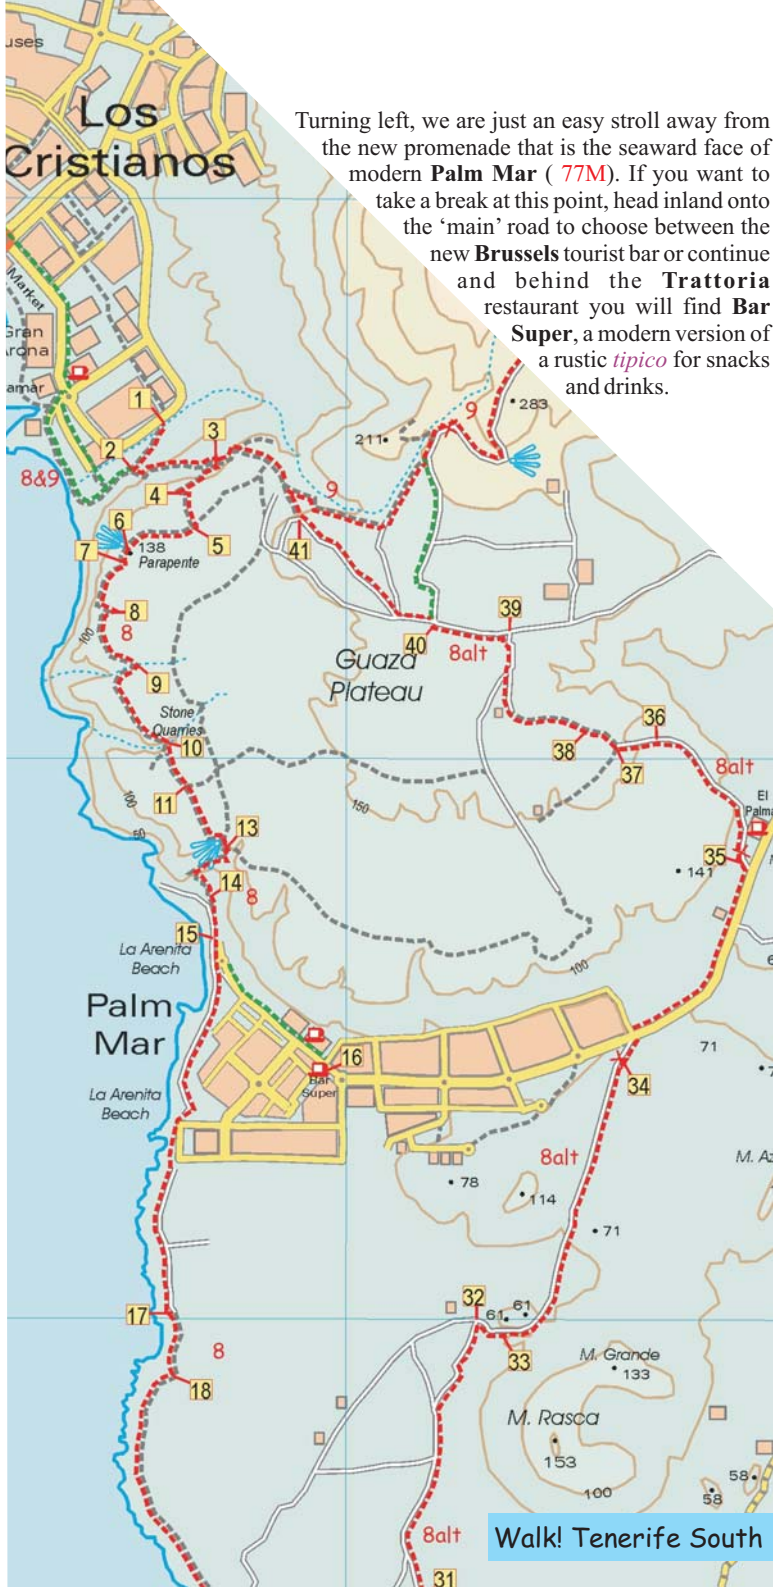 Los
Cristianos
Turning left, we are just an easy stroll away from
the new promenade that is the seaward face of
modern Palm Mar ( 77M). If you want to
take a break at this point, head inland onto
the ‘main’ road to choose between the
new Brussels tourist bar or continue
and behind the Trattoria
restaurant you will find Bar
Super, a modern version of
a rustic tipico for snacks
and drinks.
Market
Gran
Arona
283
1
9
211
3
2
8&9
9
4
6
5
7
138
Parapente
41
8
8
100
39
40
8alt
Guaza
Plateau
9
Stone
Quarries
10
36
38
37
8alt
11
100
150
50
El
13
35
141
14
8
15
La Arenita
Beach
100
Palm
Mar
16
Bar
Super
71
34
La Arenita
Beach
8alt
78
114
71
32
61
61
17
33
8
M. Grande
133
18
M. Rasca
153
100
58
58
8alt
Walk! Tenerife South
31